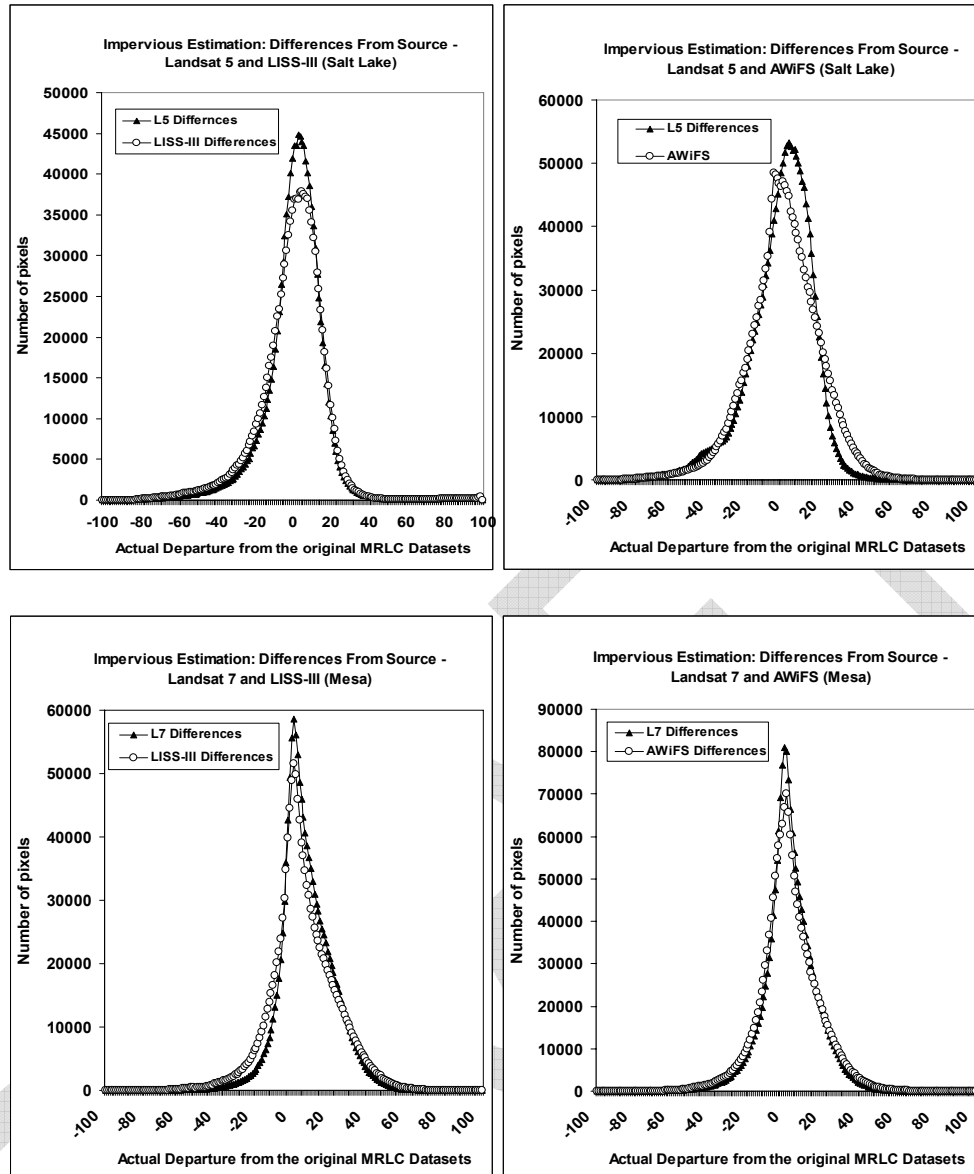 Impervious Estimation: Differences From Source -
Landsat 5 and LISS-III (Salt Lake)
50000
45000
40000
35000
30000
25000
20000
15000
10000
5000
0
L5 Differnces
LISS-III Differences
Number of pixels
-100 -80 -60 -40 -20 0 20 40 60 80 100
Actual Departure from the original MRLC Datasets
Impervious Estimation: Differences From Source -
Landsat 5 and AWiFS (Salt Lake)
60000
50000
40000
30000
20000
10000
0
L5 Differences
AWiFS
Number of pixels
-100 -80 -60 -40 -20 0 20 40 60 80 100
Actual Departure from the original MRLC Datasets
Impervious Estimation: Differences From Source -
Landsat 7 and LISS-III (Mesa)
60000
50000
40000
30000
20000
10000
0
L7 Differences
LISS-III Differences
Number of pixels
-100 -80 -60 -40 -20 0 20 40 60 80 100
Actual Departure from the original MRLC Datasets
Impervious Estimation: Differences From Source -
Landsat 7 and AWiFS (Mesa)
90000
80000
70000
60000
50000
40000
30000
20000
10000
0
L7 Differences
AWiFS Differences
Number of pixels
-100 -80 -60 -40 -20 0 20 40 60 80 100
Actual Departure from the original MRLC Datasets